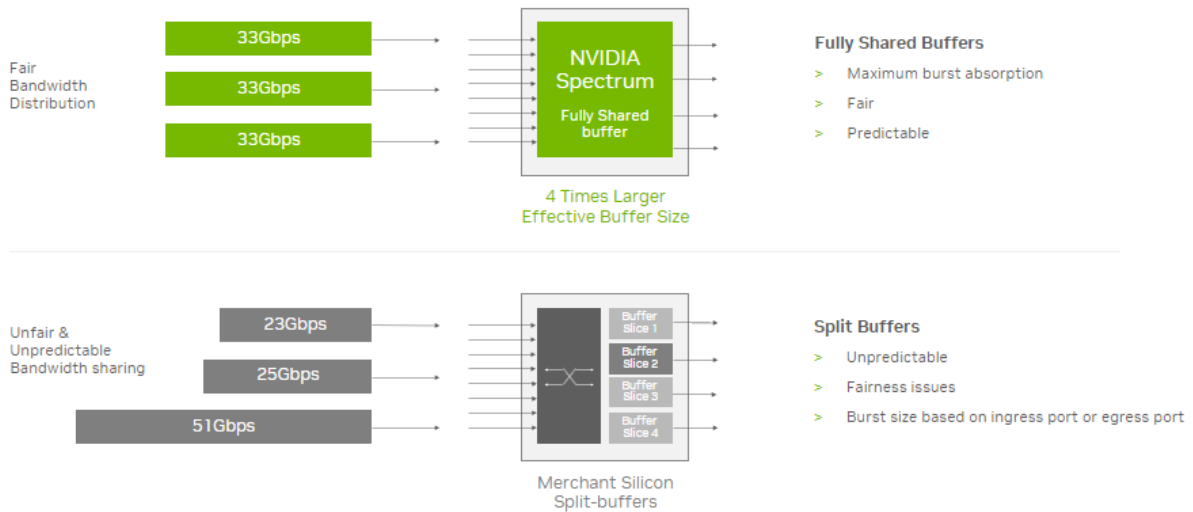 33Gbps
33Gbps
33Gbps
Fair
Bandwidth
Distribution
NVIDIA
Spectrum
Fully Shared
buffer
4 Times Larger
Effective Buffer Size
Fully Shared Buffers
> Maximum burst absorption
> Fair
> Predictable
Unfair &
Unpredictable
Bandwidth sharing
23Gbps
25Gbps
51Gbps
Buffer
Slice 1
Buffer
Slice 2
Buffer
Slice 3
Buffer
Slice 4
Merchant Silicon
Split-buffers
Split Buffers
> Unpredictable
> Fairness issues
> Burst size based on ingress port or egress port